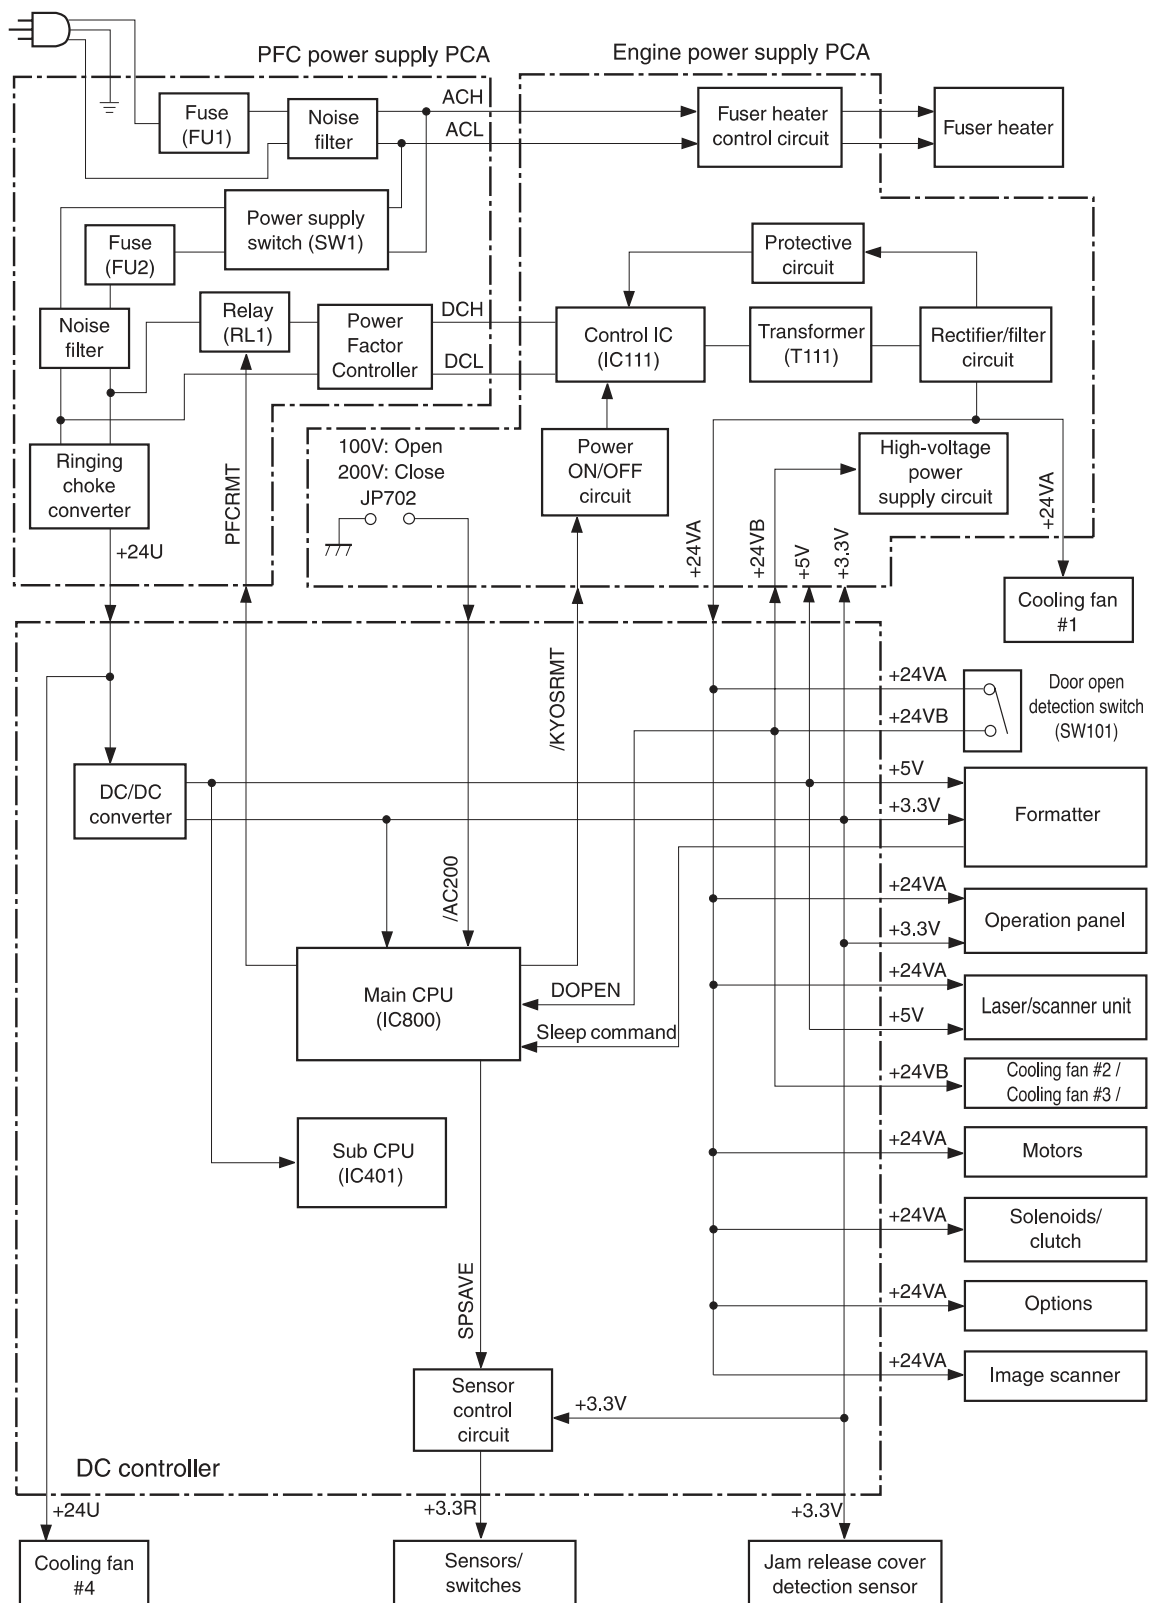 PFC power supply PCA
Engine power supply PCA
Fuse
(FU1)
Noise
filter
ACH
ACL
Fuser heater
control circuit
Fuser heater
Power supply
switch (SW1)
Fuse
(FU2)
Protective
circuit
Noise
filter
Relay
(RL1)
Power
Factor
Controller
DCH
DCL
Control IC
(IC111)
Transformer
(T111)
Rectifier/filter
circuit
Ringing
choke
converter
PFCRMT
100V: Open
200V: Close
JP702
Power
ON/OFF
circuit
High-voltage
power
supply circuit
+24U
+24VA
+24VB
+5V
+3.3V
+24VA
Cooling fan
#1
/KYOSRMT
+24VA
+24VB
Door open
detection switch
(SW101)
DC/DC
converter
+5V
+3.3V
Formatter
/AC200
+24VA
+3.3V
Operation panel
Main CPU
(IC800)
DOPEN
Sleep command
+24VA
+5V
Laser/scanner unit
+24VB
Cooling fan #2 /
Cooling fan #3 /
Sub CPU
(IC401)
+24VA
Motors
+24VA
Solenoids/
clutch
SPSAVE
+24VA
Options
+24VA
Image scanner
Sensor
control
circuit
+3.3V
DC controller
+24U
+3.3R
+3.3V
Cooling fan
#4
Sensors/
switches
Jam release cover
detection sensor